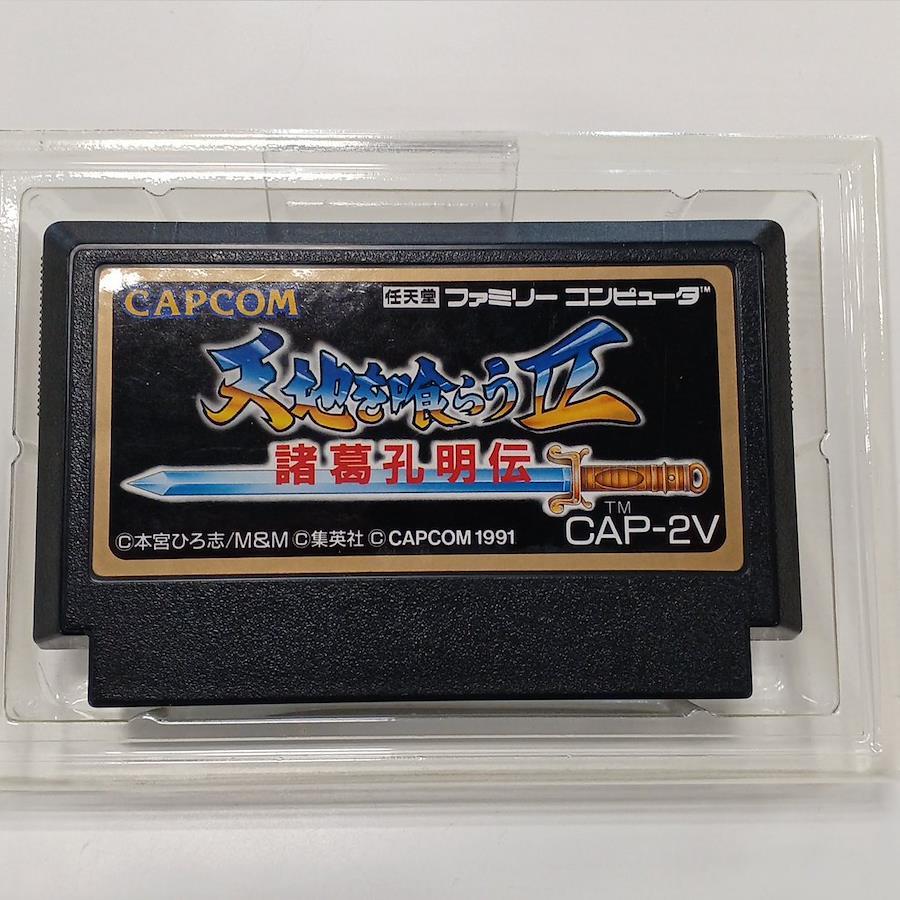 CAPCOM
任天堂 ファミリー コンピュータ™
天地を喰らうII
諸葛孔明伝
TM
CAP-2V
©本宮ひろ志/M&M ©集英社 © CAPCOM 1991